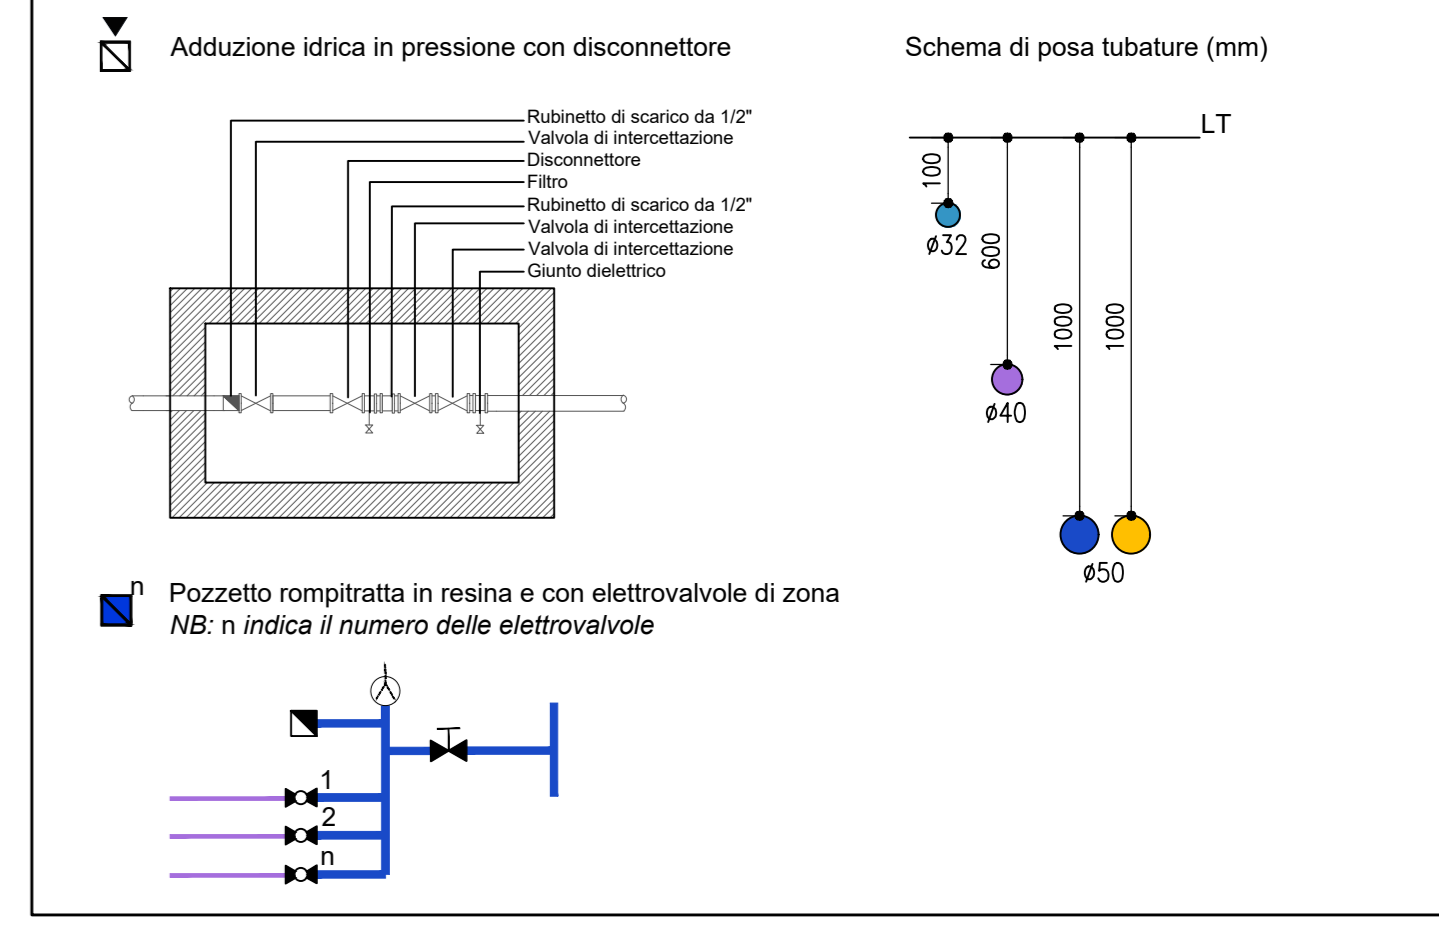 Adduzione idrica in pressione con disconnettore
Rubinetto di scarico da 1/2"
Valvola di intercettazione
Disconnettore
Filtro
Rubinetto di scarico da 1/2"
Valvola di intercettazione
Valvola di intercettazione
Giunto dielettrico
Schema di posa tubature (mm)
LT
100
ø32
600
ø40
1000
1000
ø50
n
Pozzetto rompitratta in resina e con elettrovalvole di zona
NB: n indica il numero delle elettrovalvole
1
2
n